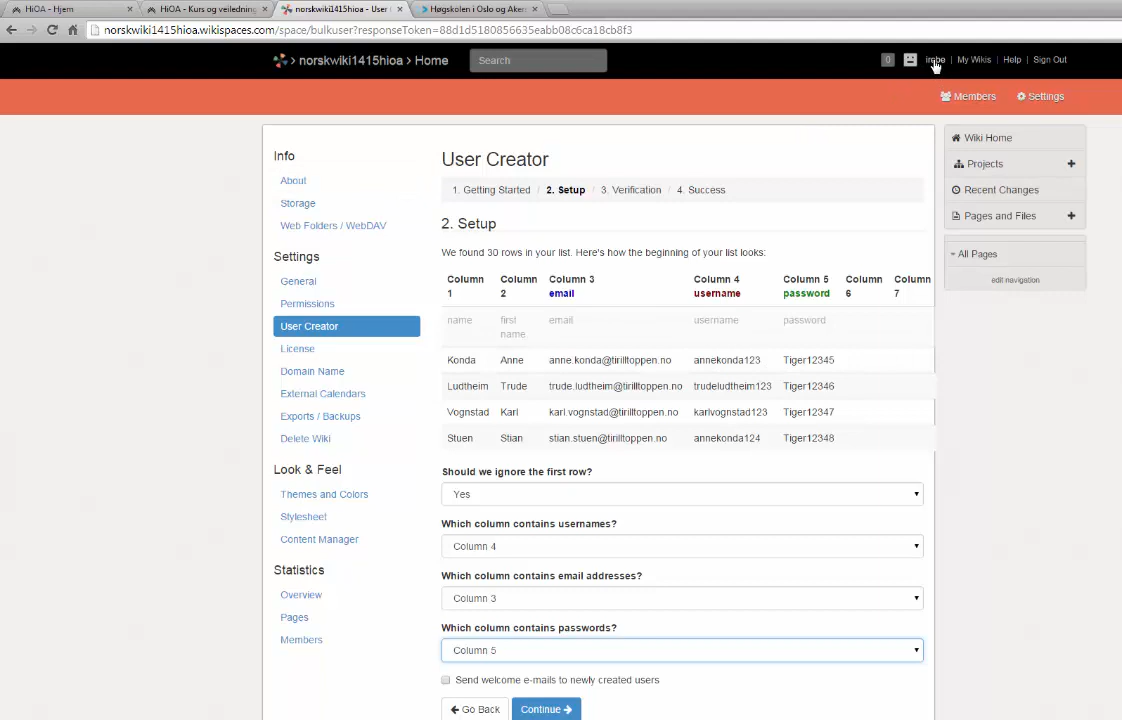 HiOA - Hjem
HiOA - Kurs og veiledning
norskwiki1415hioa - User
Høgskolen i Oslo og Aker
norskwiki1415hioa.wikispaces.com/space/bulkuser?responseToken=88d1d5180856635eabb08c6ca18cb8f3
> norskwiki1415hioa > Home
Search
0
| My Wikis | Help | Sign Out
Members
Settings
Info
About
Storage
Web Folders / WebDAV
Settings
General
Permissions
User Creator
License
Domain Name
External Calendars
Exports / Backups
Delete Wiki
Look & Feel
Themes and Colors
Stylesheet
Content Manager
Statistics
Overview
Pages
Members
User Creator
1. Getting Started / 2. Setup / 3. Verification / 4. Success
2. Setup
We found 30 rows in your list. Here's how the beginning of your list looks:
Column 1 Column 2 Column 3 email Column 4 username Column 5 password Column 6 Column 7
name first name email username password
Konda Anne anne.konda@tirilltoppen.no annekonda123 Tiger12345
Ludtheim Trude trude.ludtheim@tirilltoppen.no trudeludtheim123 Tiger12346
Vognstad Karl karl.vognstad@tirilltoppen.no karlvognstad123 Tiger12347
Stuen Stian stian.stuen@tirilltoppen.no annekonda124 Tiger12348
Should we ignore the first row?
Yes
Which column contains usernames?
Column 4
Which column contains email addresses?
Column 3
Which column contains passwords?
Column 5
Send welcome e-mails to newly created users
Go Back
Continue
Wiki Home
Projects
Recent Changes
Pages and Files
All Pages
edit navigation